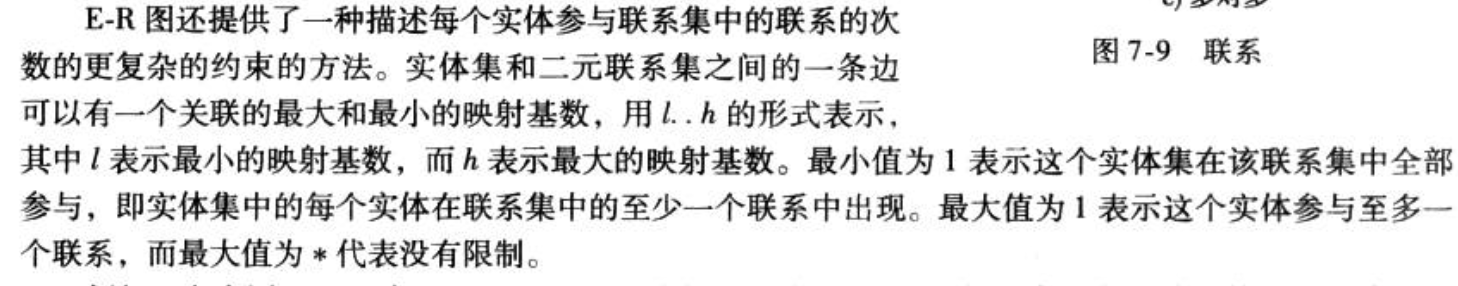 E-R 图还提供了一种描述每个实体参与联系集中的联系的次
数的更复杂的约束的方法。实体集和二元联系集之间的一条边
可以有一个关联的最大和最小的映射基数，用 l..h 的形式表示，
图 7-9 联系
其中 l 表示最小的映射基数，而 h 表示最大的映射基数。最小值为 1 表示这个实体集在该联系集中全部
参与，即实体集中的每个实体在联系集中的至少一个联系中出现。最大值为 1 表示这个实体参与至多一
个联系，而最大值为 * 代表没有限制。